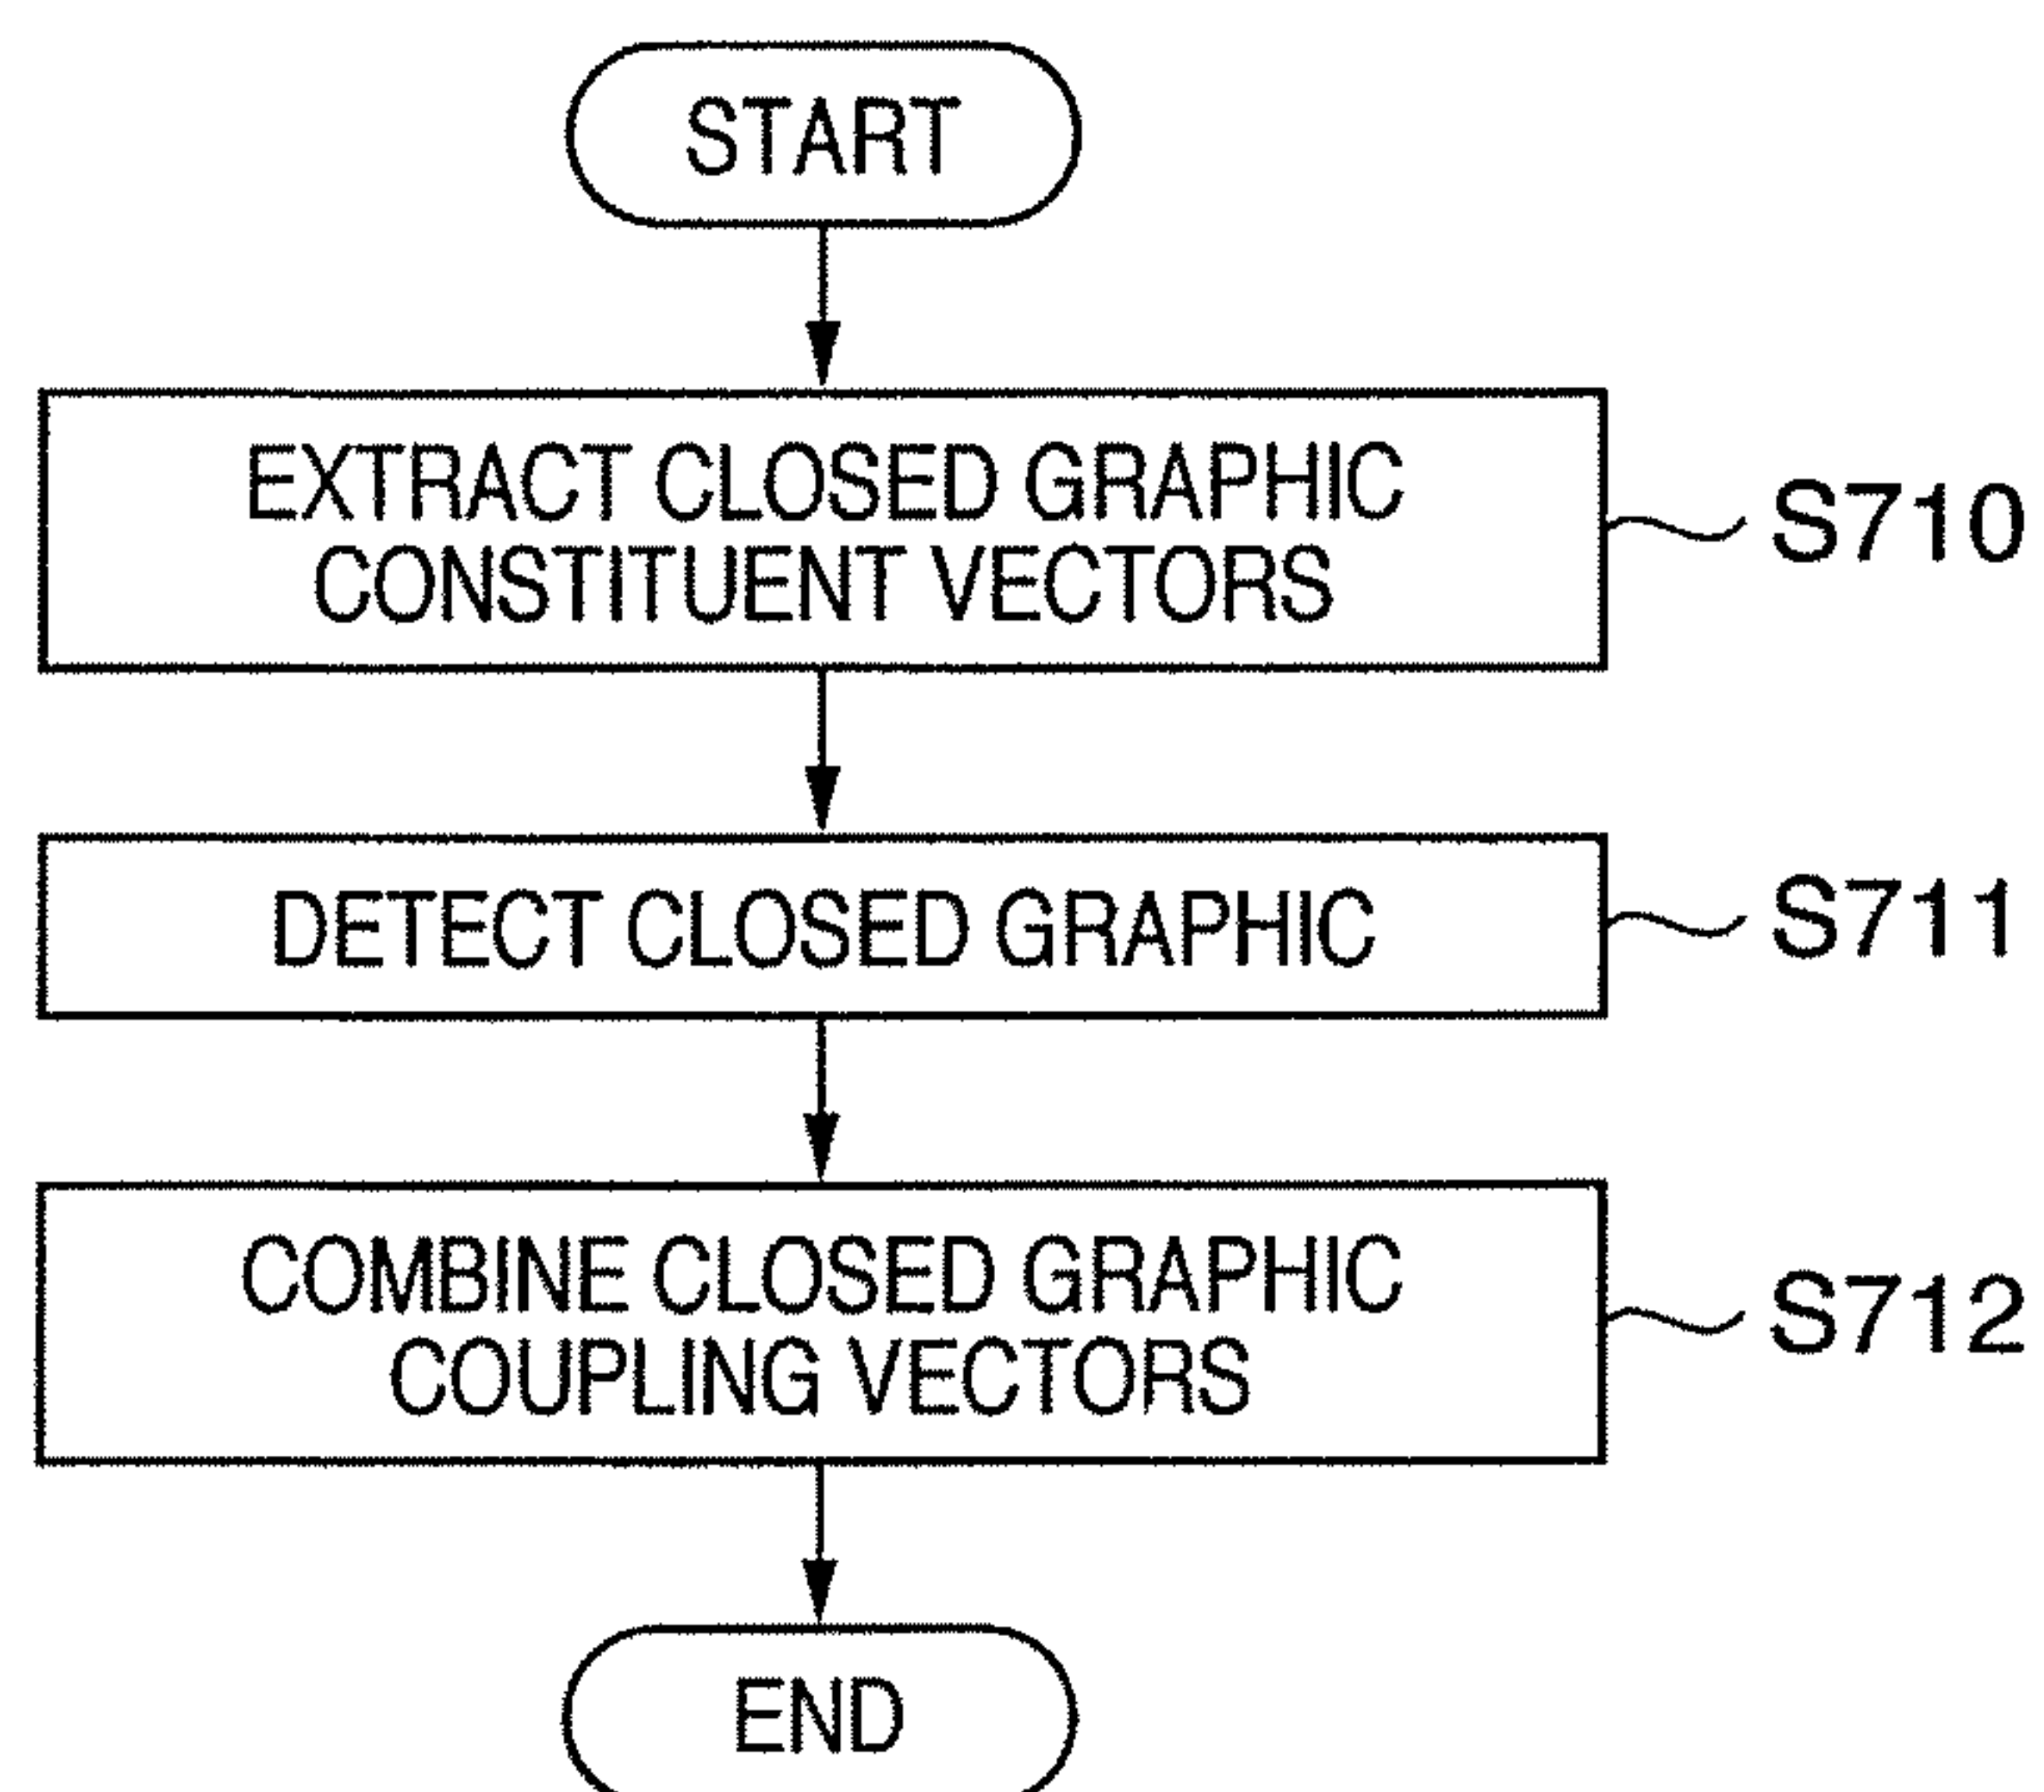 START
EXTRACT CLOSED GRAPHIC
CONSTITUENT VECTORS
S710
DETECT CLOSED GRAPHIC
S711
COMBINE CLOSED GRAPHIC
COUPLING VECTORS
S712
END